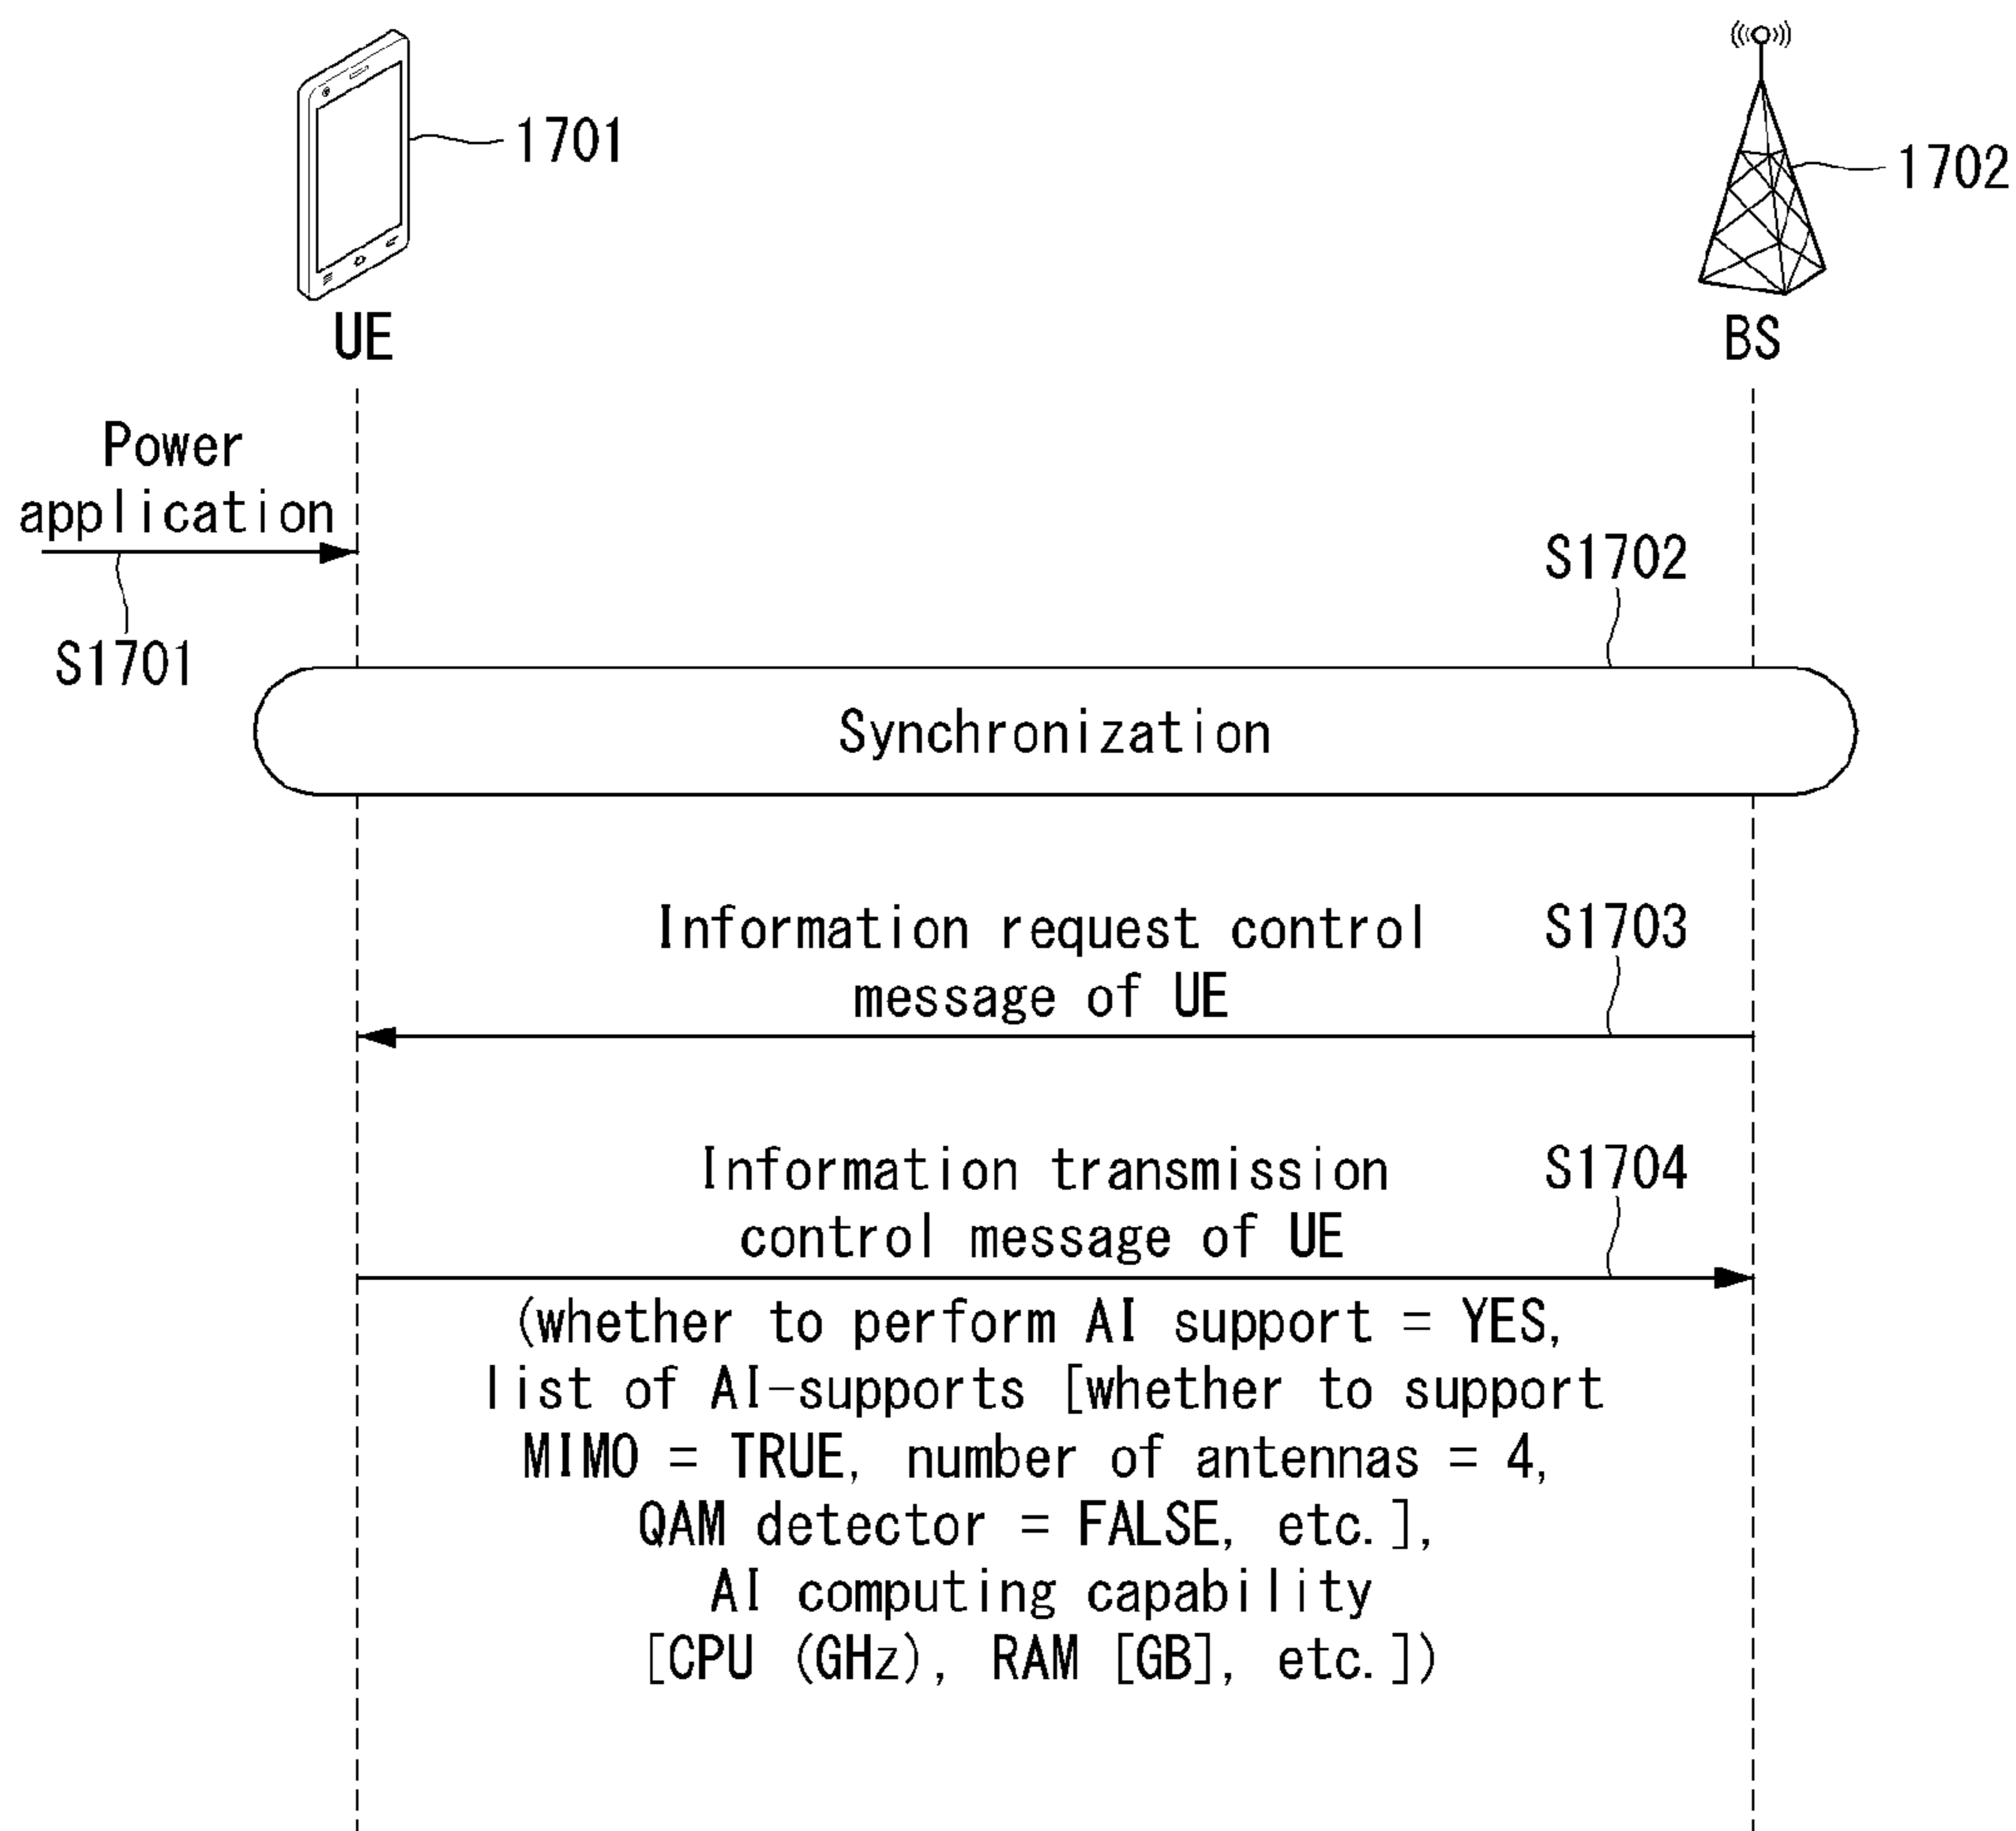 1701
1702
UE
BS
Power
application
S1701
S1702
Synchronization
Information request control
message of UE
S1703
Information transmission
control message of UE
S1704
(whether to perform AI support = YES,
list of AI-supports [whether to support
MIMO = TRUE, number of antennas = 4,
QAM detector = FALSE, etc.],
AI computing capability
[CPU (GHz), RAM [GB], etc.])